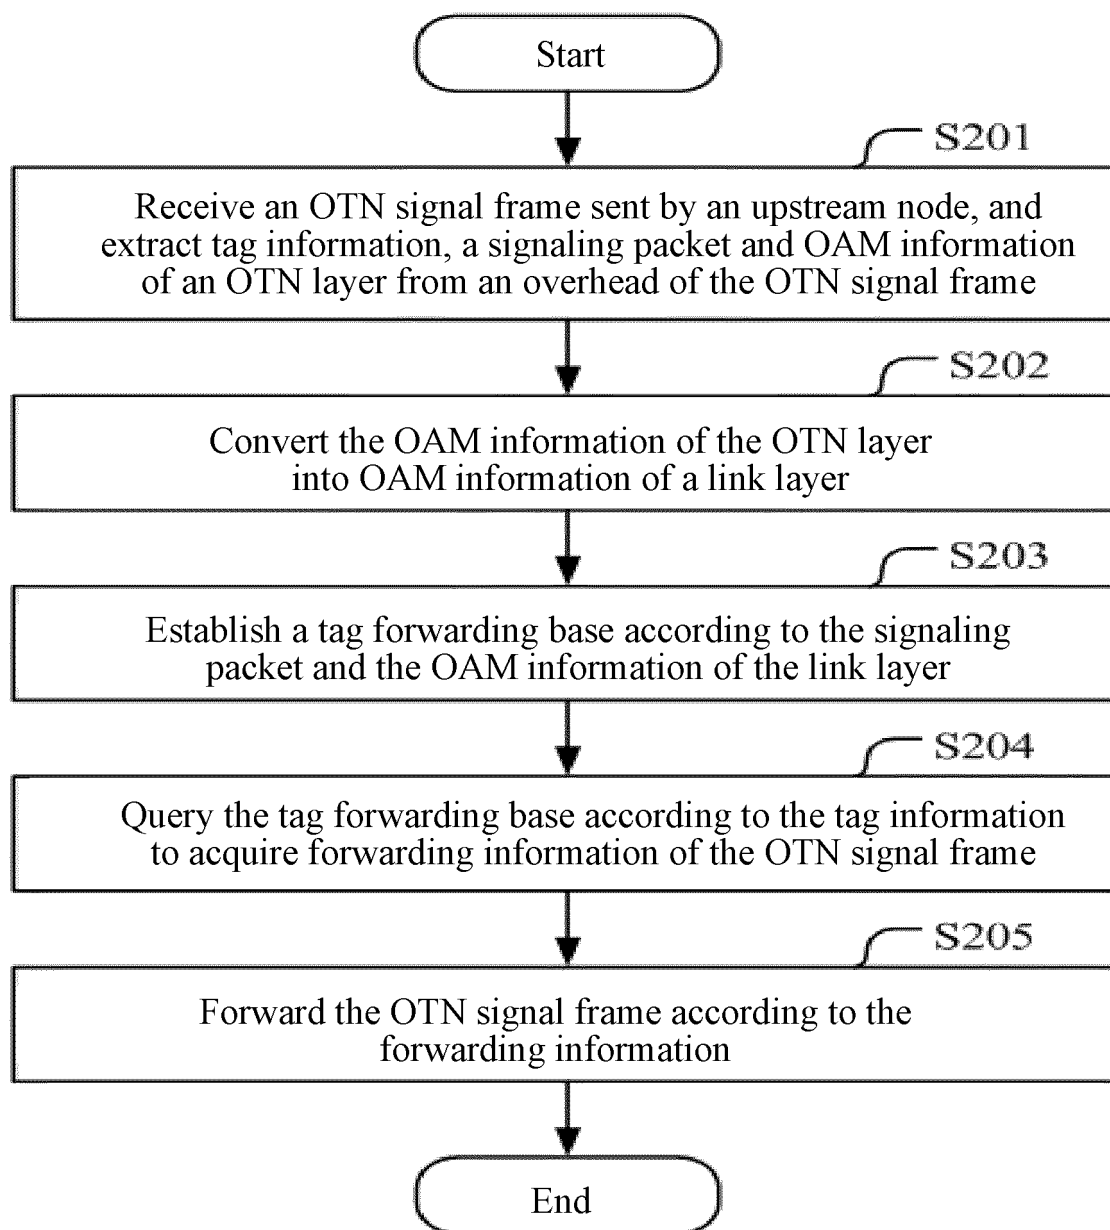 Start
S201
Receive an OTN signal frame sent by an upstream node, and
extract tag information, a signaling packet and OAM information
of an OTN layer from an overhead of the OTN signal frame
S202
Convert the OAM information of the OTN layer
into OAM information of a link layer
S203
Establish a tag forwarding base according to the signaling
packet and the OAM information of the link layer
S204
Query the tag forwarding base according to the tag information
to acquire forwarding information of the OTN signal frame
S205
Forward the OTN signal frame according to the
forwarding information
End